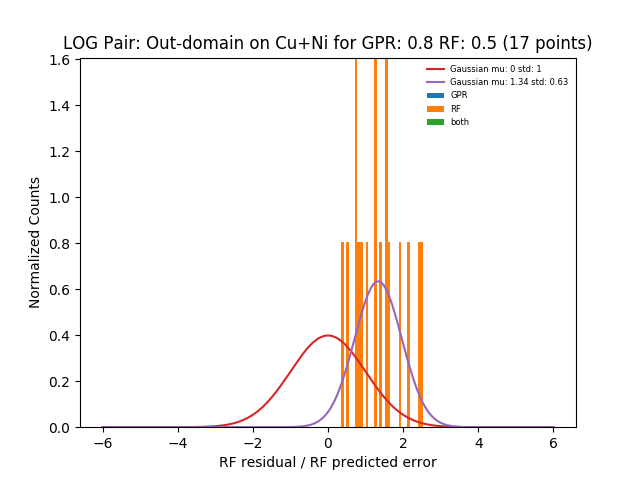 LOG Pair: Out-domain on Cu+Ni for GPR: 0.8 RF: 0.5 (17 points)
Gaussian mu: 0 std: 1
Gaussian mu: 1.34 std: 0.63
GPR
RF
both
Normalized Counts
1.6
1.4
1.2
1.0
0.8
0.6
0.4
0.2
0.0
−6
−4
−2
0
2
4
6
RF residual / RF predicted error